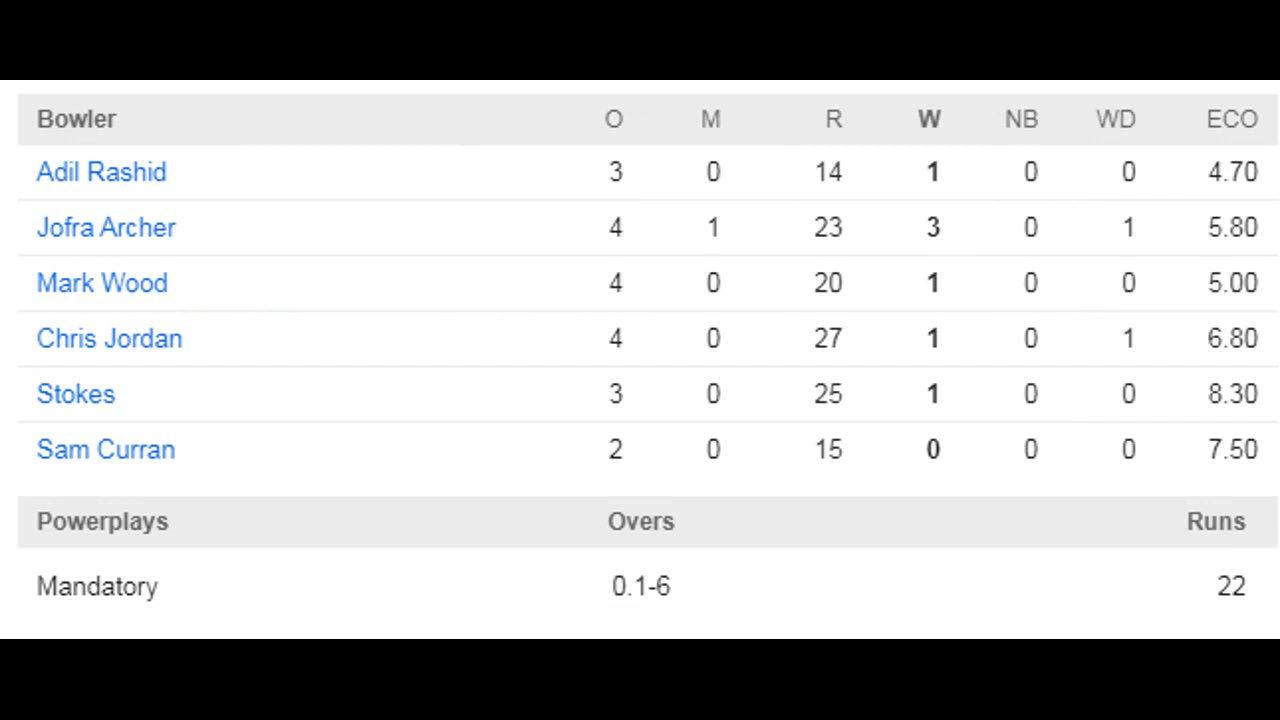 Bowler O M R W NB WD ECO
Adil Rashid 3 0 14 1 0 0 4.70
Jofra Archer 4 1 23 3 0 1 5.80
Mark Wood 4 0 20 1 0 0 5.00
Chris Jordan 4 0 27 1 0 1 6.80
Stokes 3 0 25 1 0 0 8.30
Sam Curran 2 0 15 0 0 0 7.50
Powerplays Overs Runs
Mandatory 0.1-6 22